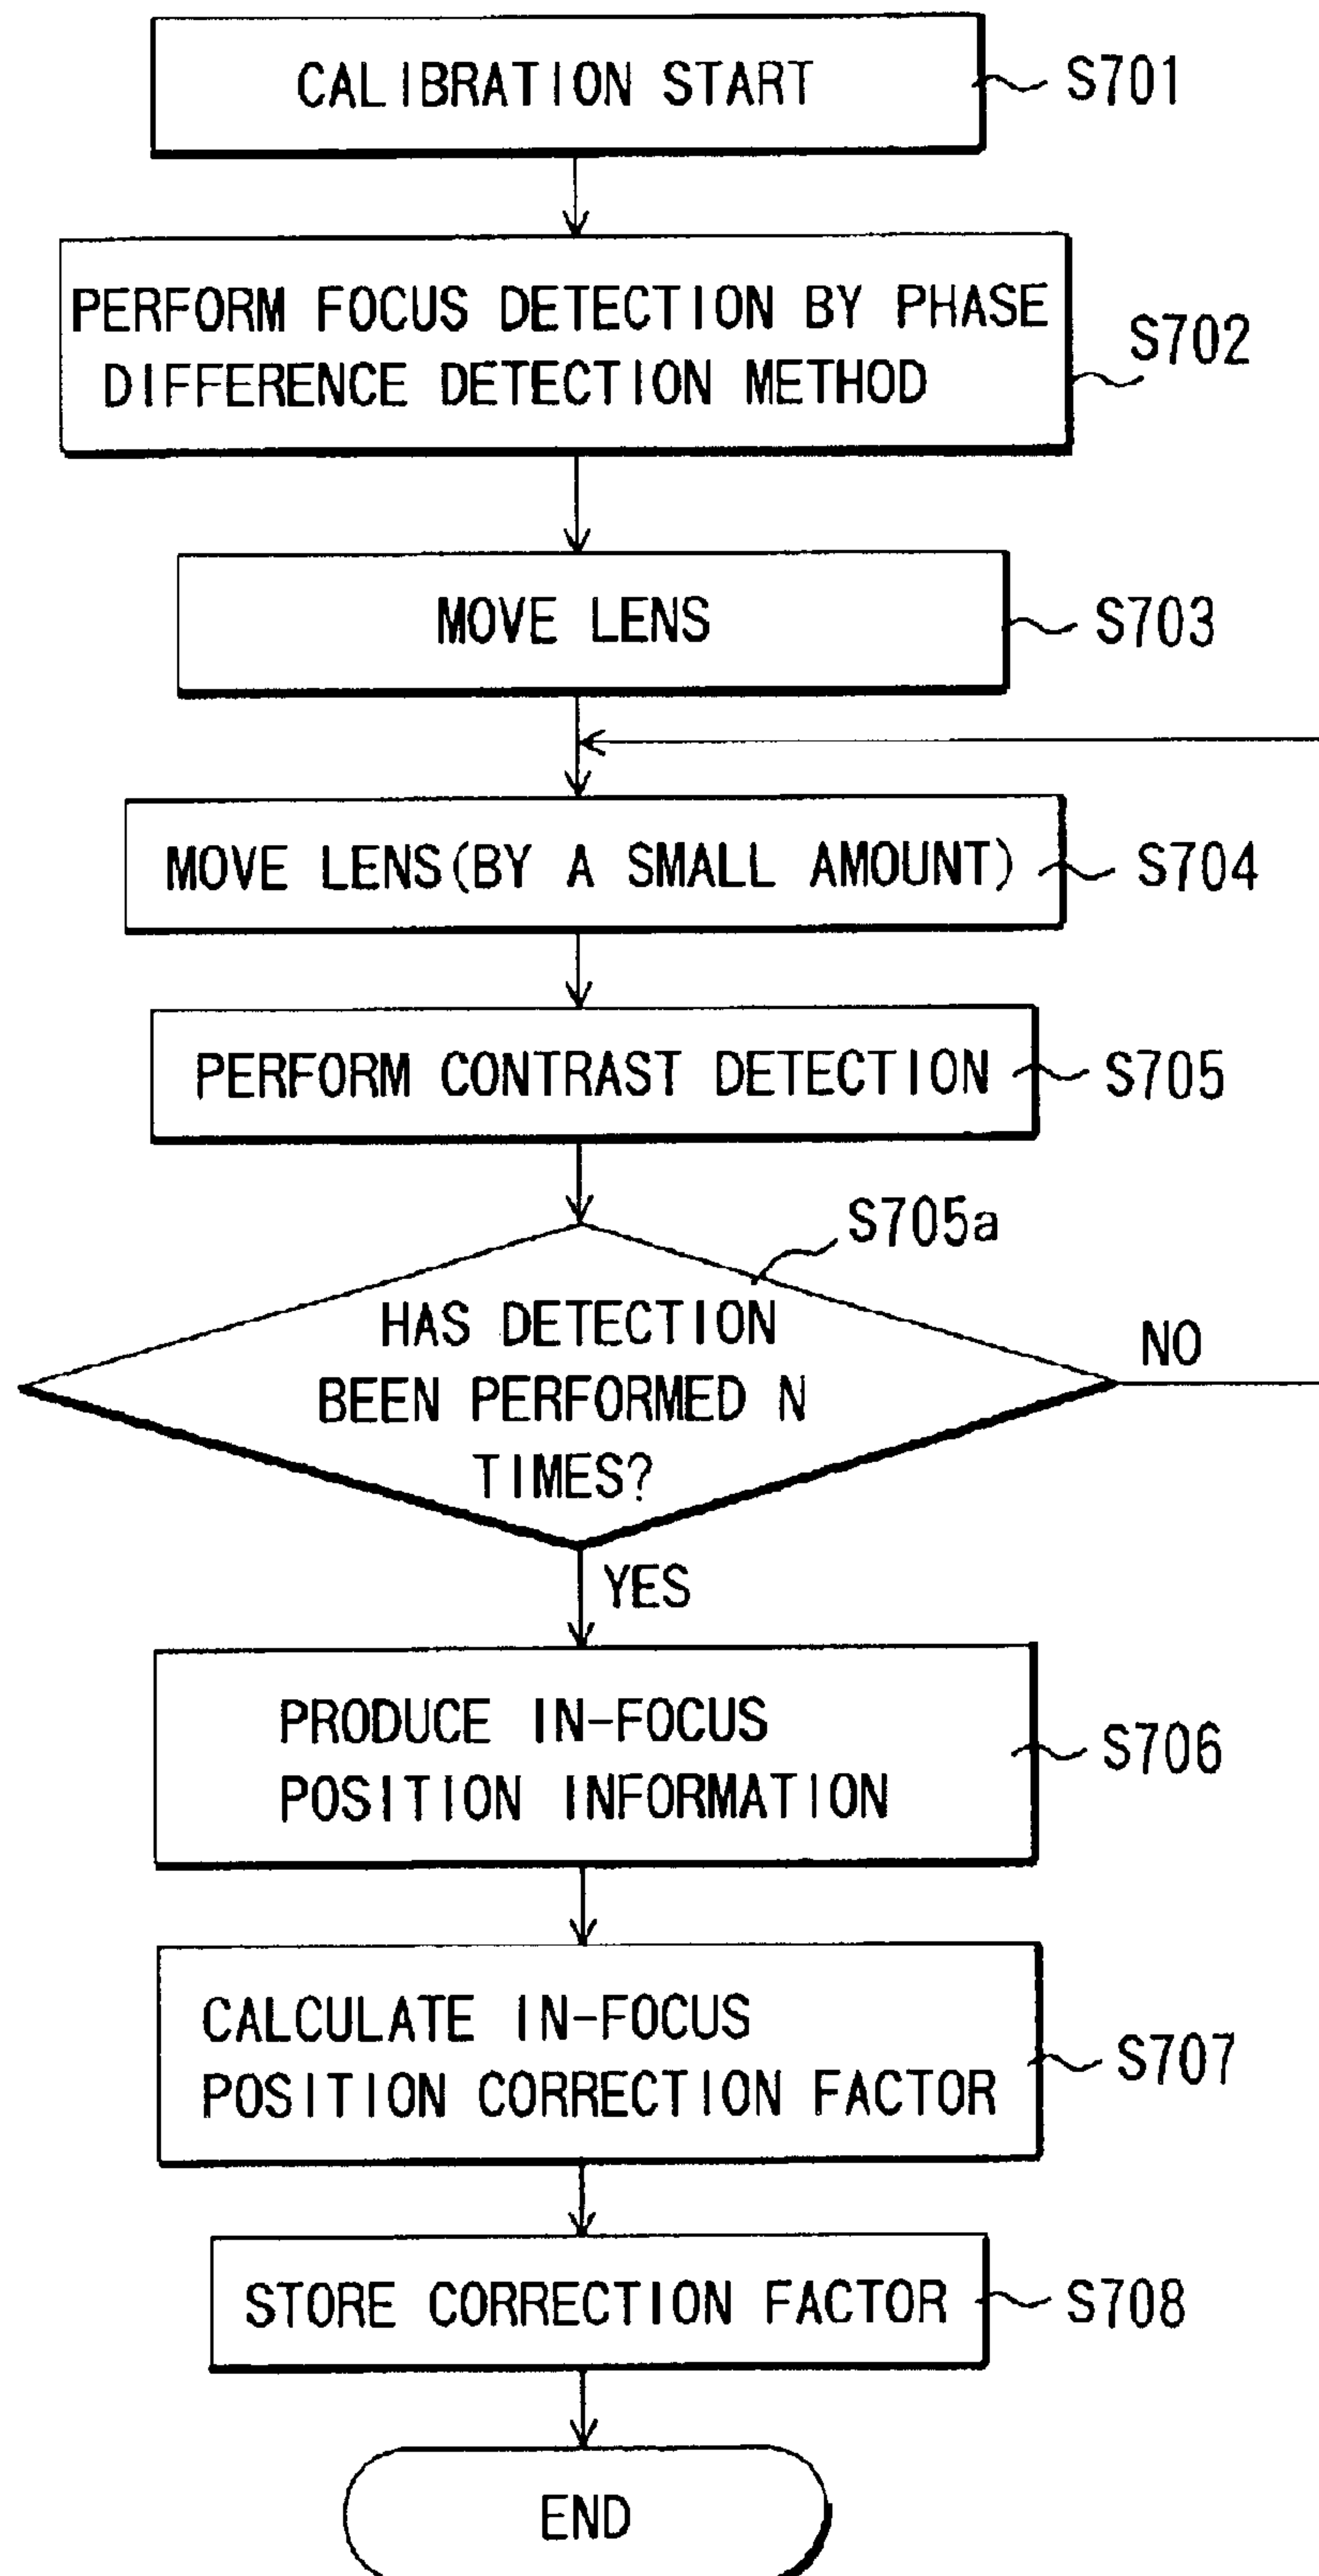 CALIBRATION START
S701
PERFORM FOCUS DETECTION BY PHASE
DIFFERENCE DETECTION METHOD
S702
MOVE LENS
S703
MOVE LENS(BY A SMALL AMOUNT)
S704
PERFORM CONTRAST DETECTION
S705
S705a
HAS DETECTION
BEEN PERFORMED N
TIMES?
NO
YES
PRODUCE IN-FOCUS
POSITION INFORMATION
S706
CALCULATE IN-FOCUS
POSITION CORRECTION FACTOR
S707
STORE CORRECTION FACTOR
S708
END